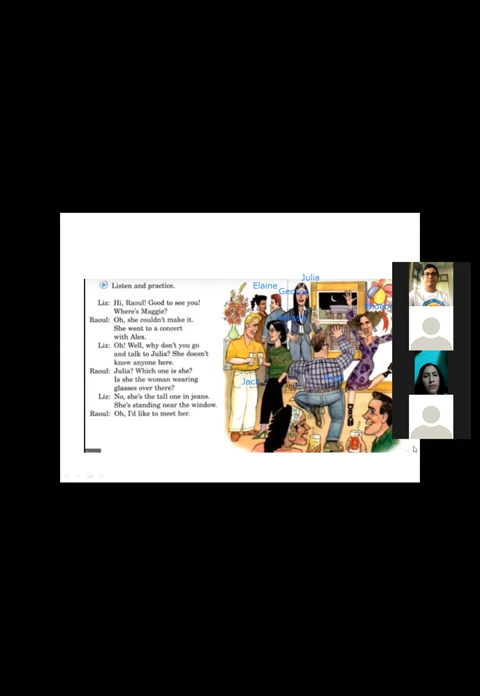 Listen and practice.
Liz: Hi, Raoul! Good to see you!
Where's Maggie?
Raoul: Oh, she couldn't make it.
She went to a concert
with Alex.
Liz: Oh! Well, why don't you go
and talk to Julia? She doesn't
know anyone here.
Raoul: Julia? Which one is she?
Is she the woman wearing
glasses over there?
Liz: No, she's the tall one in jeans.
She's standing near the window.
Raoul: Oh, I'd like to meet her.
Julia
Elaine